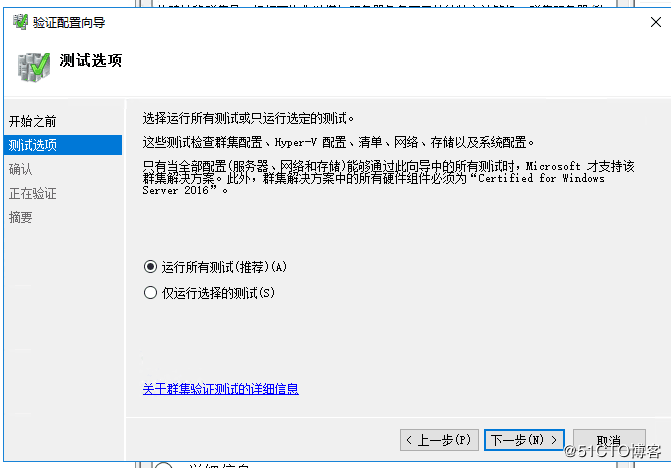 验证配置向导
测试选项
开始之前
测试选项
确认
正在验证
摘要
选择运行所有测试或只运行选定的测试。
这些测试检查群集配置、Hyper-V 配置、清单、网络、存储以及系统配置。
只有当全部配置(服务器、网络和存储)能够通过此向导中的所有测试时，Microsoft 才支持该
群集解决方案。此外，群集解决方案中的所有硬件组件必须为“Certified for Windows
Server 2016”。
运行所有测试(推荐)(A)
仅运行选择的测试(S)
关于群集验证测试的详细信息
< 上一步(P)
下一步(N) >
取消
@51CTO博客